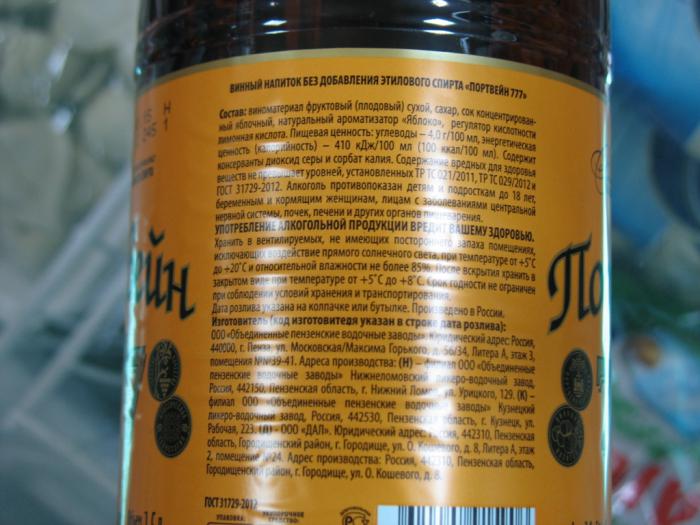 ВИННЫЙ НАПИТОК БЕЗ ДОБАВЛЕНИЯ ЭТИЛОВОГО СПИРТА «ПОРТВЕЙН 777»
Состав: виноматериал фруктовый (плодовый) сухой, сахар, сок концентрирован-
ный яблочный, натуральный ароматизатор «Яблоко», регулятор кислотности
лимонная кислота. Пищевая ценность: углеводы – 4,0 г/100 мл, энергетическая
ценность (калорийность) – 410 кДж/100 мл (100 ккал/100 мл). Содержит
консерванты диоксид серы и сорбат калия. Содержание вредных для здоровья
веществ не превышает уровней, установленных ТР ТС 021/2011, ТР ТС 029/2012 и
ГОСТ 31729-2012. Алкоголь противопоказан детям и подросткам до 18 лет,
беременным и кормящим женщинам, лицам с заболеваниями центральной
нервной системы, почек, печени и других органов пищеварения.
УПОТРЕБЛЕНИЕ АЛКОГОЛЬНОЙ ПРОДУКЦИИ ВРЕДИТ ВАШЕМУ ЗДОРОВЬЮ.
Хранить в вентилируемых, не имеющих постороннего запаха помещениях,
исключающих воздействие прямого солнечного света, при температуре от +5°С
до +20°С и относительной влажности не более 85%. После вскрытия хранить в
закрытом виде при температуре от +5°С до +8°С. Срок годности не ограничен
при соблюдении условий хранения и транспортирования.
Дата розлива указана на колпачке или бутылке. Произведено в России.
Изготовитель (код изготовителя указан в строке дата розлива):
ООО «Объединенные пензенские водочные заводы». Юридический адрес: Россия,
440000, г. Пенза, ул. Московская/Максима Горького, д. 56/34, Литера А, этаж 3,
помещения №№39-41. Адреса производства: (Н) – филиал ООО «Объединенные
пензенские водочные заводы» Нижнеломовский ликеро-водочный завод,
Россия, 442150, Пензенская область, г. Нижний Ломов, ул. Урицкого, 129. (К) –
филиал ООО «Объединенные пензенские водочные заводы» Кузнецкий
ликеро-водочный завод, Россия, 442530, Пензенская область, г. Кузнецк, ул.
Рабочая, 223. (Д) - ООО «ДАЛ». Юридический адрес: Россия, 442310, Пензенская
область, Городищенский район, г. Городище, ул. О. Кошевого, д. 8, Литера А, этаж
2, помещение №24. Адрес производства: Россия, 442310, Пензенская область,
Городищенский район, г. Городище, ул. О. Кошевого, д. 8.
ГОСТ 31729-2012
УПАКОВКА:
УКУПОРОЧНОЕ
СРЕДСТВО:
РСТ
ейн
По